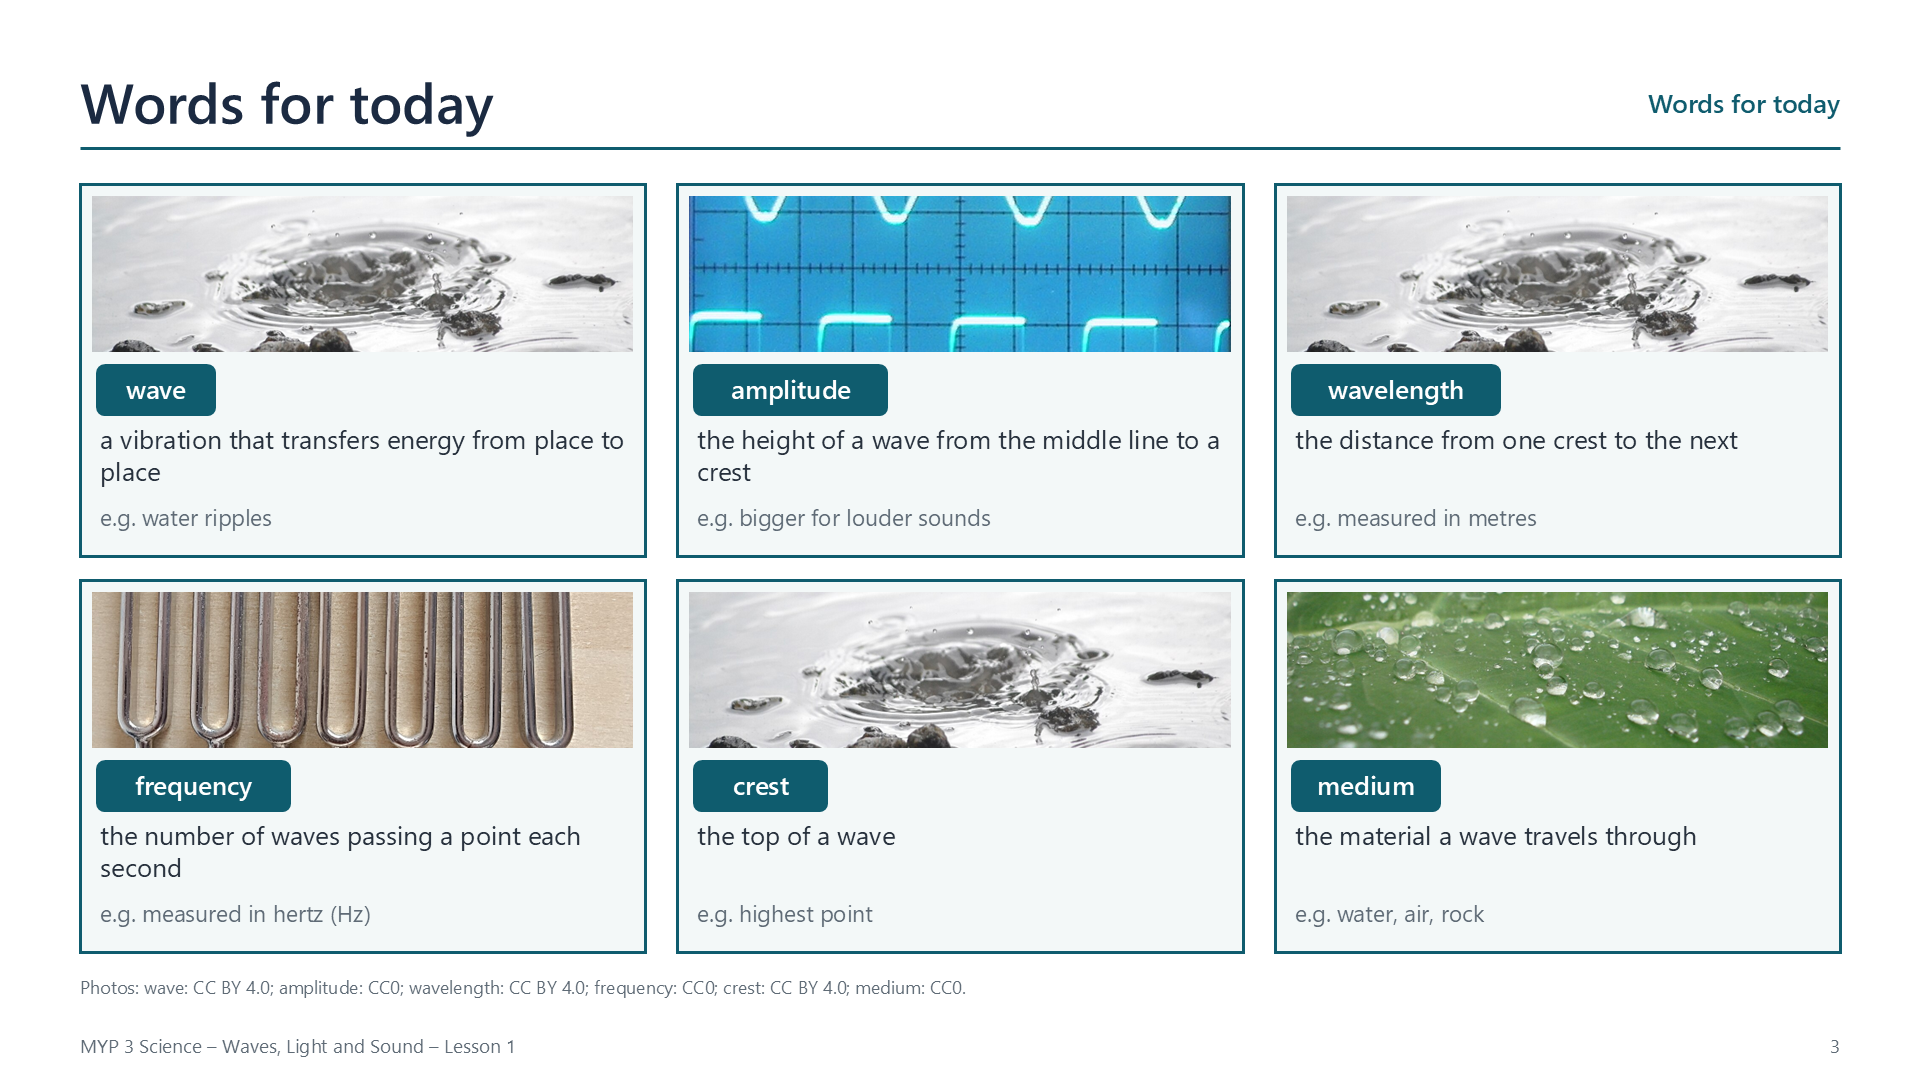 Words for today
Words for today
wave
a vibration that transfers energy from place to
place
e.g. water ripples
amplitude
the height of a wave from the middle line to a
crest
e.g. bigger for louder sounds
wavelength
the distance from one crest to the next
e.g. measured in metres
frequency
the number of waves passing a point each
second
e.g. measured in hertz (Hz)
crest
the top of a wave
e.g. highest point
medium
the material a wave travels through
e.g. water, air, rock
Photos: wave: CC BY 4.0; amplitude: CC0; wavelength: CC BY 4.0; frequency: CC0; crest: CC BY 4.0; medium: CC0.
MYP 3 Science – Waves, Light and Sound – Lesson 1
3